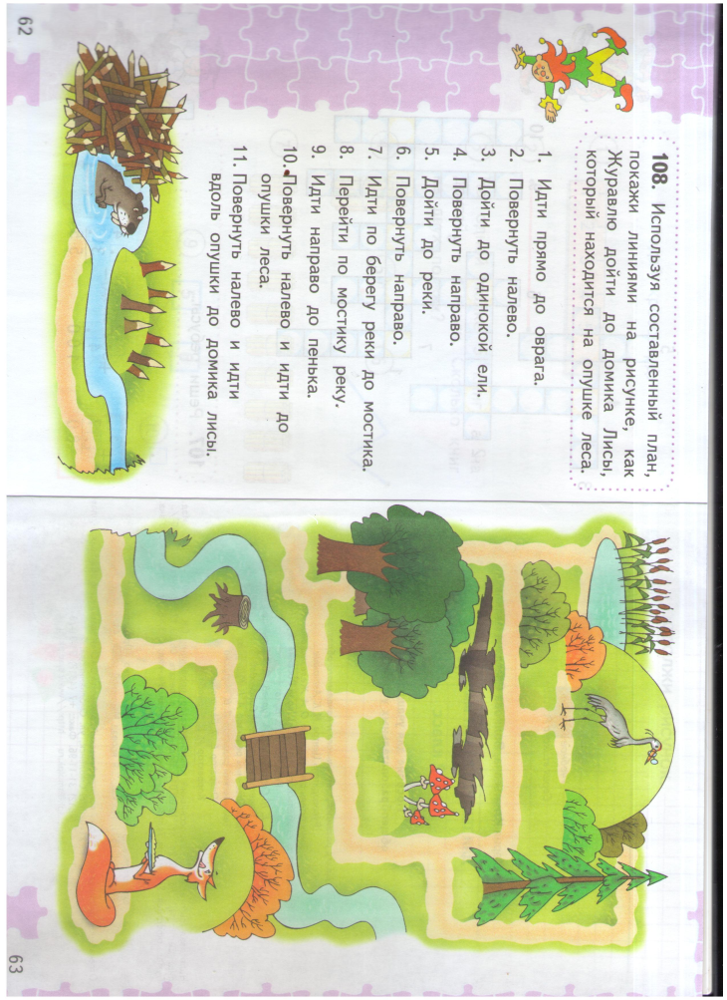 108. Используя составленный план,
покажи линиями на рисунке, как
Журавлю дойти до домика Лисы,
который находится на опушке леса.
1. Идти прямо до оврага.
2. Повернуть налево.
3. Дойти до одинокой ели.
4. Повернуть направо.
5. Дойти до реки.
6. Повернуть направо.
7. Идти по берегу реки до мостика.
8. Перейти по мостику реку.
9. Идти направо до пенька.
10. Повернуть налево и идти до
опушки леса.
11. Повернуть налево и идти
вдоль опушки до домика лисы.
62
63